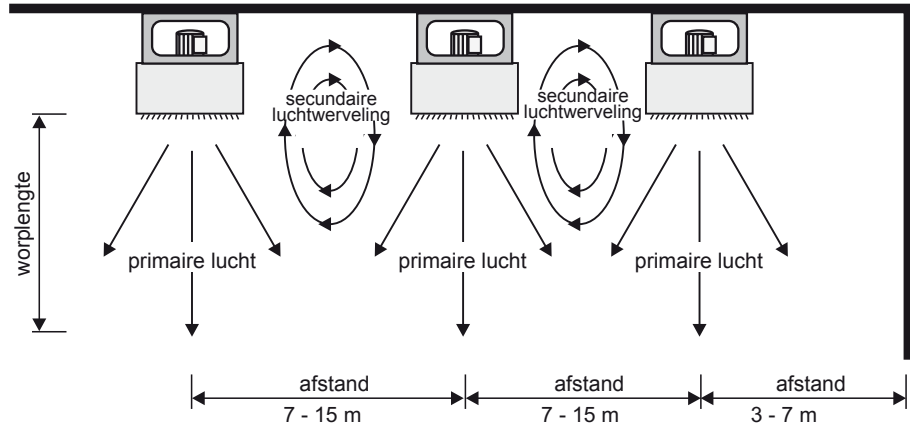 secundaire
luchtwerveling
secundaire
luchtwerveling
worplengte
primaire lucht
primaire lucht
primaire lucht
afstand
7 - 15 m
afstand
7 - 15 m
afstand
3 - 7 m